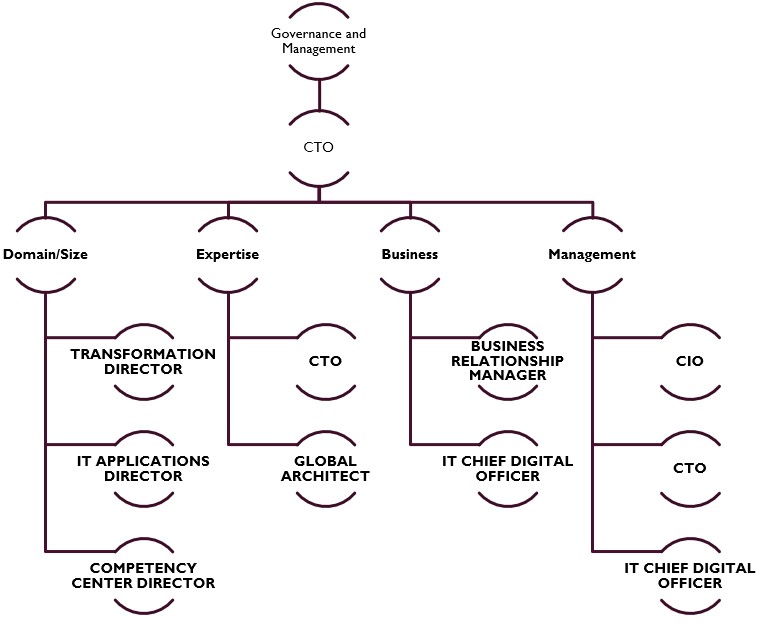 Governance and
Management
CTO
Domain/Size
Expertise
Business
Management
TRANSFORMATION
DIRECTOR
IT APPLICATIONS
DIRECTOR
COMPETENCY
CENTER DIRECTOR
CTO
GLOBAL
ARCHITECT
BUSINESS
RELATIONSHIP
MANAGER
IT CHIEF DIGITAL
OFFICER
CIO
CTO
IT CHIEF DIGITAL
OFFICER